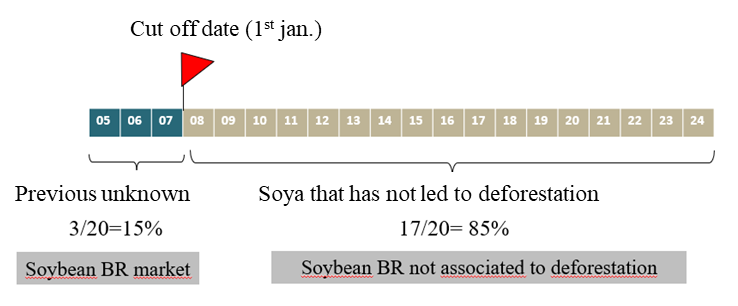 Cut off date (1st jan.)
05 06 07 08 09 10 11 12 13 14 15 16 17 18 19 20 21 22 23 24
Previous unknown
Soya that has not led to deforestation
3/20=15%
17/20= 85%
Soybean BR market
Soybean BR not associated to deforestation